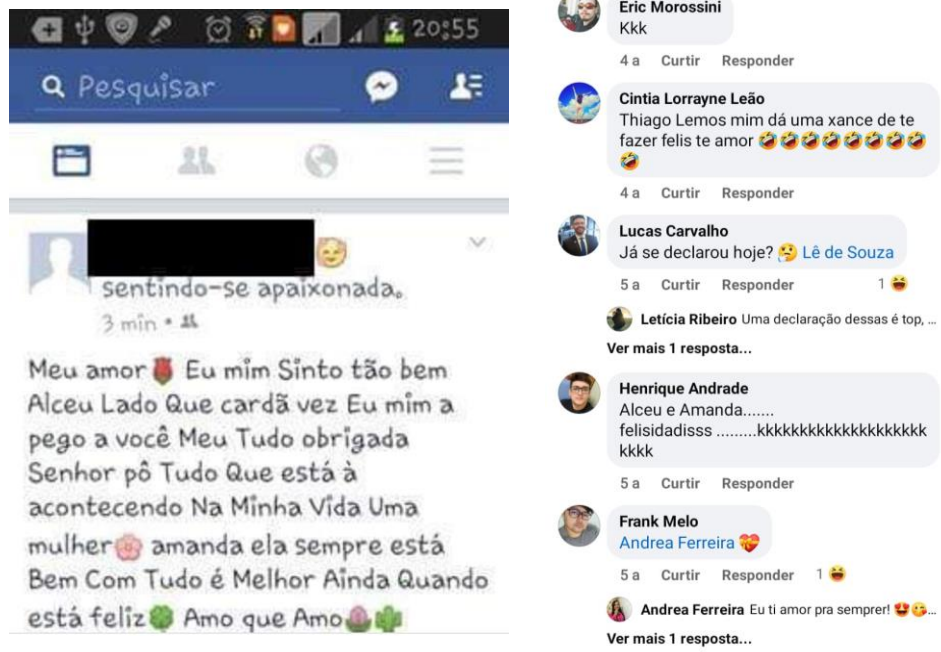 20:55
Pesquisar
sentindo-se apaixonada.
3 min
Meu amor🌹 Eu mim Sinto tão bem
Alceu Lado Que cardã vez Eu mim a
pego a você Meu Tudo obrigada
Senhor pô Tudo Que está à
acontecendo Na Minha Vida Uma
mulher🌸 amanda ela sempre está
Bem Com Tudo é Melhor Ainda Quando
está feliz🍀 Amo que Amo🌷🌵
Eric Morossini
Kkk
4 a Curtir Responder
Cintia Lorrayne Leão
Thiago Lemos mim dá uma xance de te
fazer felis te amor 🤣🤣🤣🤣🤣🤣🤣🤣
🤣
4 a Curtir Responder
Lucas Carvalho
Já se declarou hoje? 🤔 Lê de Souza
5 a Curtir Responder 1 😆
Letícia Ribeiro Uma declaração dessas é top, ...
Ver mais 1 resposta...
Henrique Andrade
Alceu e Amanda.......
felisidadisss .........kkkkkkkkkkkkkkkkkkkk
kkkk
5 a Curtir Responder
Frank Melo
Andrea Ferreira 💝
5 a Curtir Responder 1 😆
Andrea Ferreira Eu ti amor pra semprer! 😍😋...
Ver mais 1 resposta...